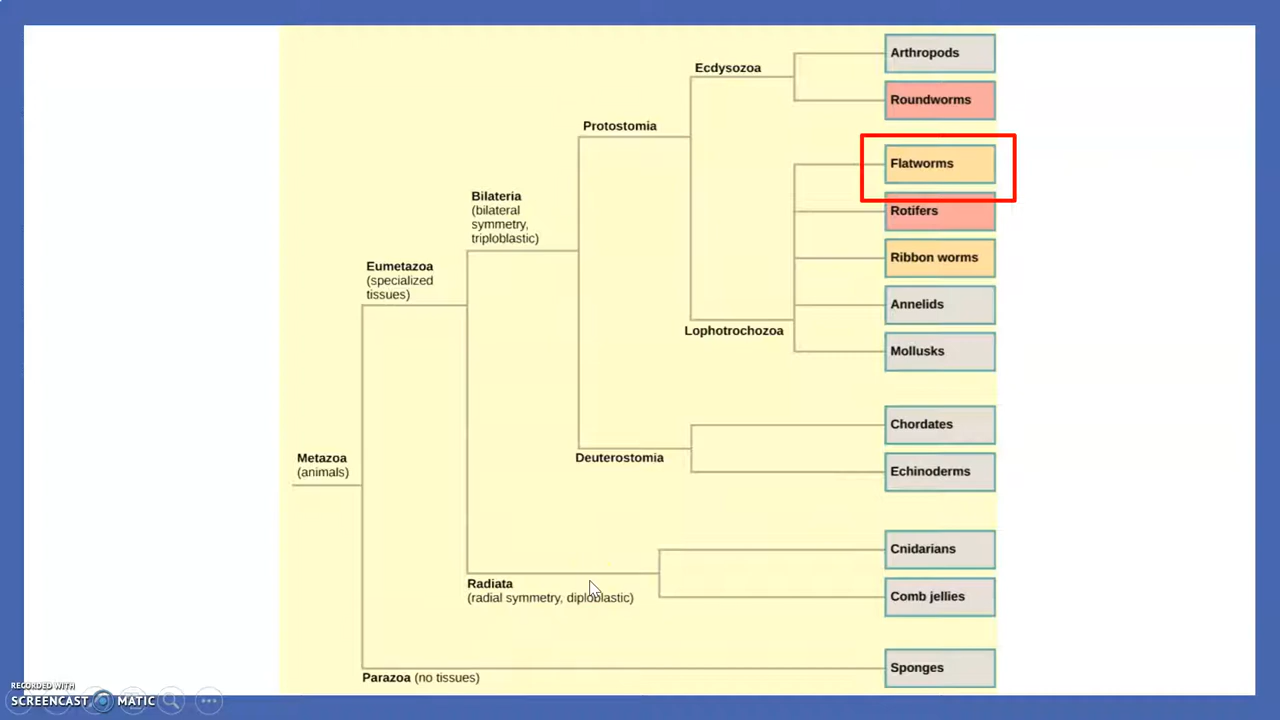 Arthropods
Ecdysozoa
Roundworms
Protostomia
Flatworms
Bilateria
(bilateral
symmetry,
triploblastic)
Rotifers
Ribbon worms
Eumetazoa
(specialized
tissues)
Annelids
Lophotrochozoa
Mollusks
Chordates
Metazoa
(animals)
Deuterostomia
Echinoderms
Cnidarians
Radiata
(radial symmetry, diploblastic)
Comb jellies
Sponges
Parazoa (no tissues)
RECORDED WITH
SCREENCAST MATIC